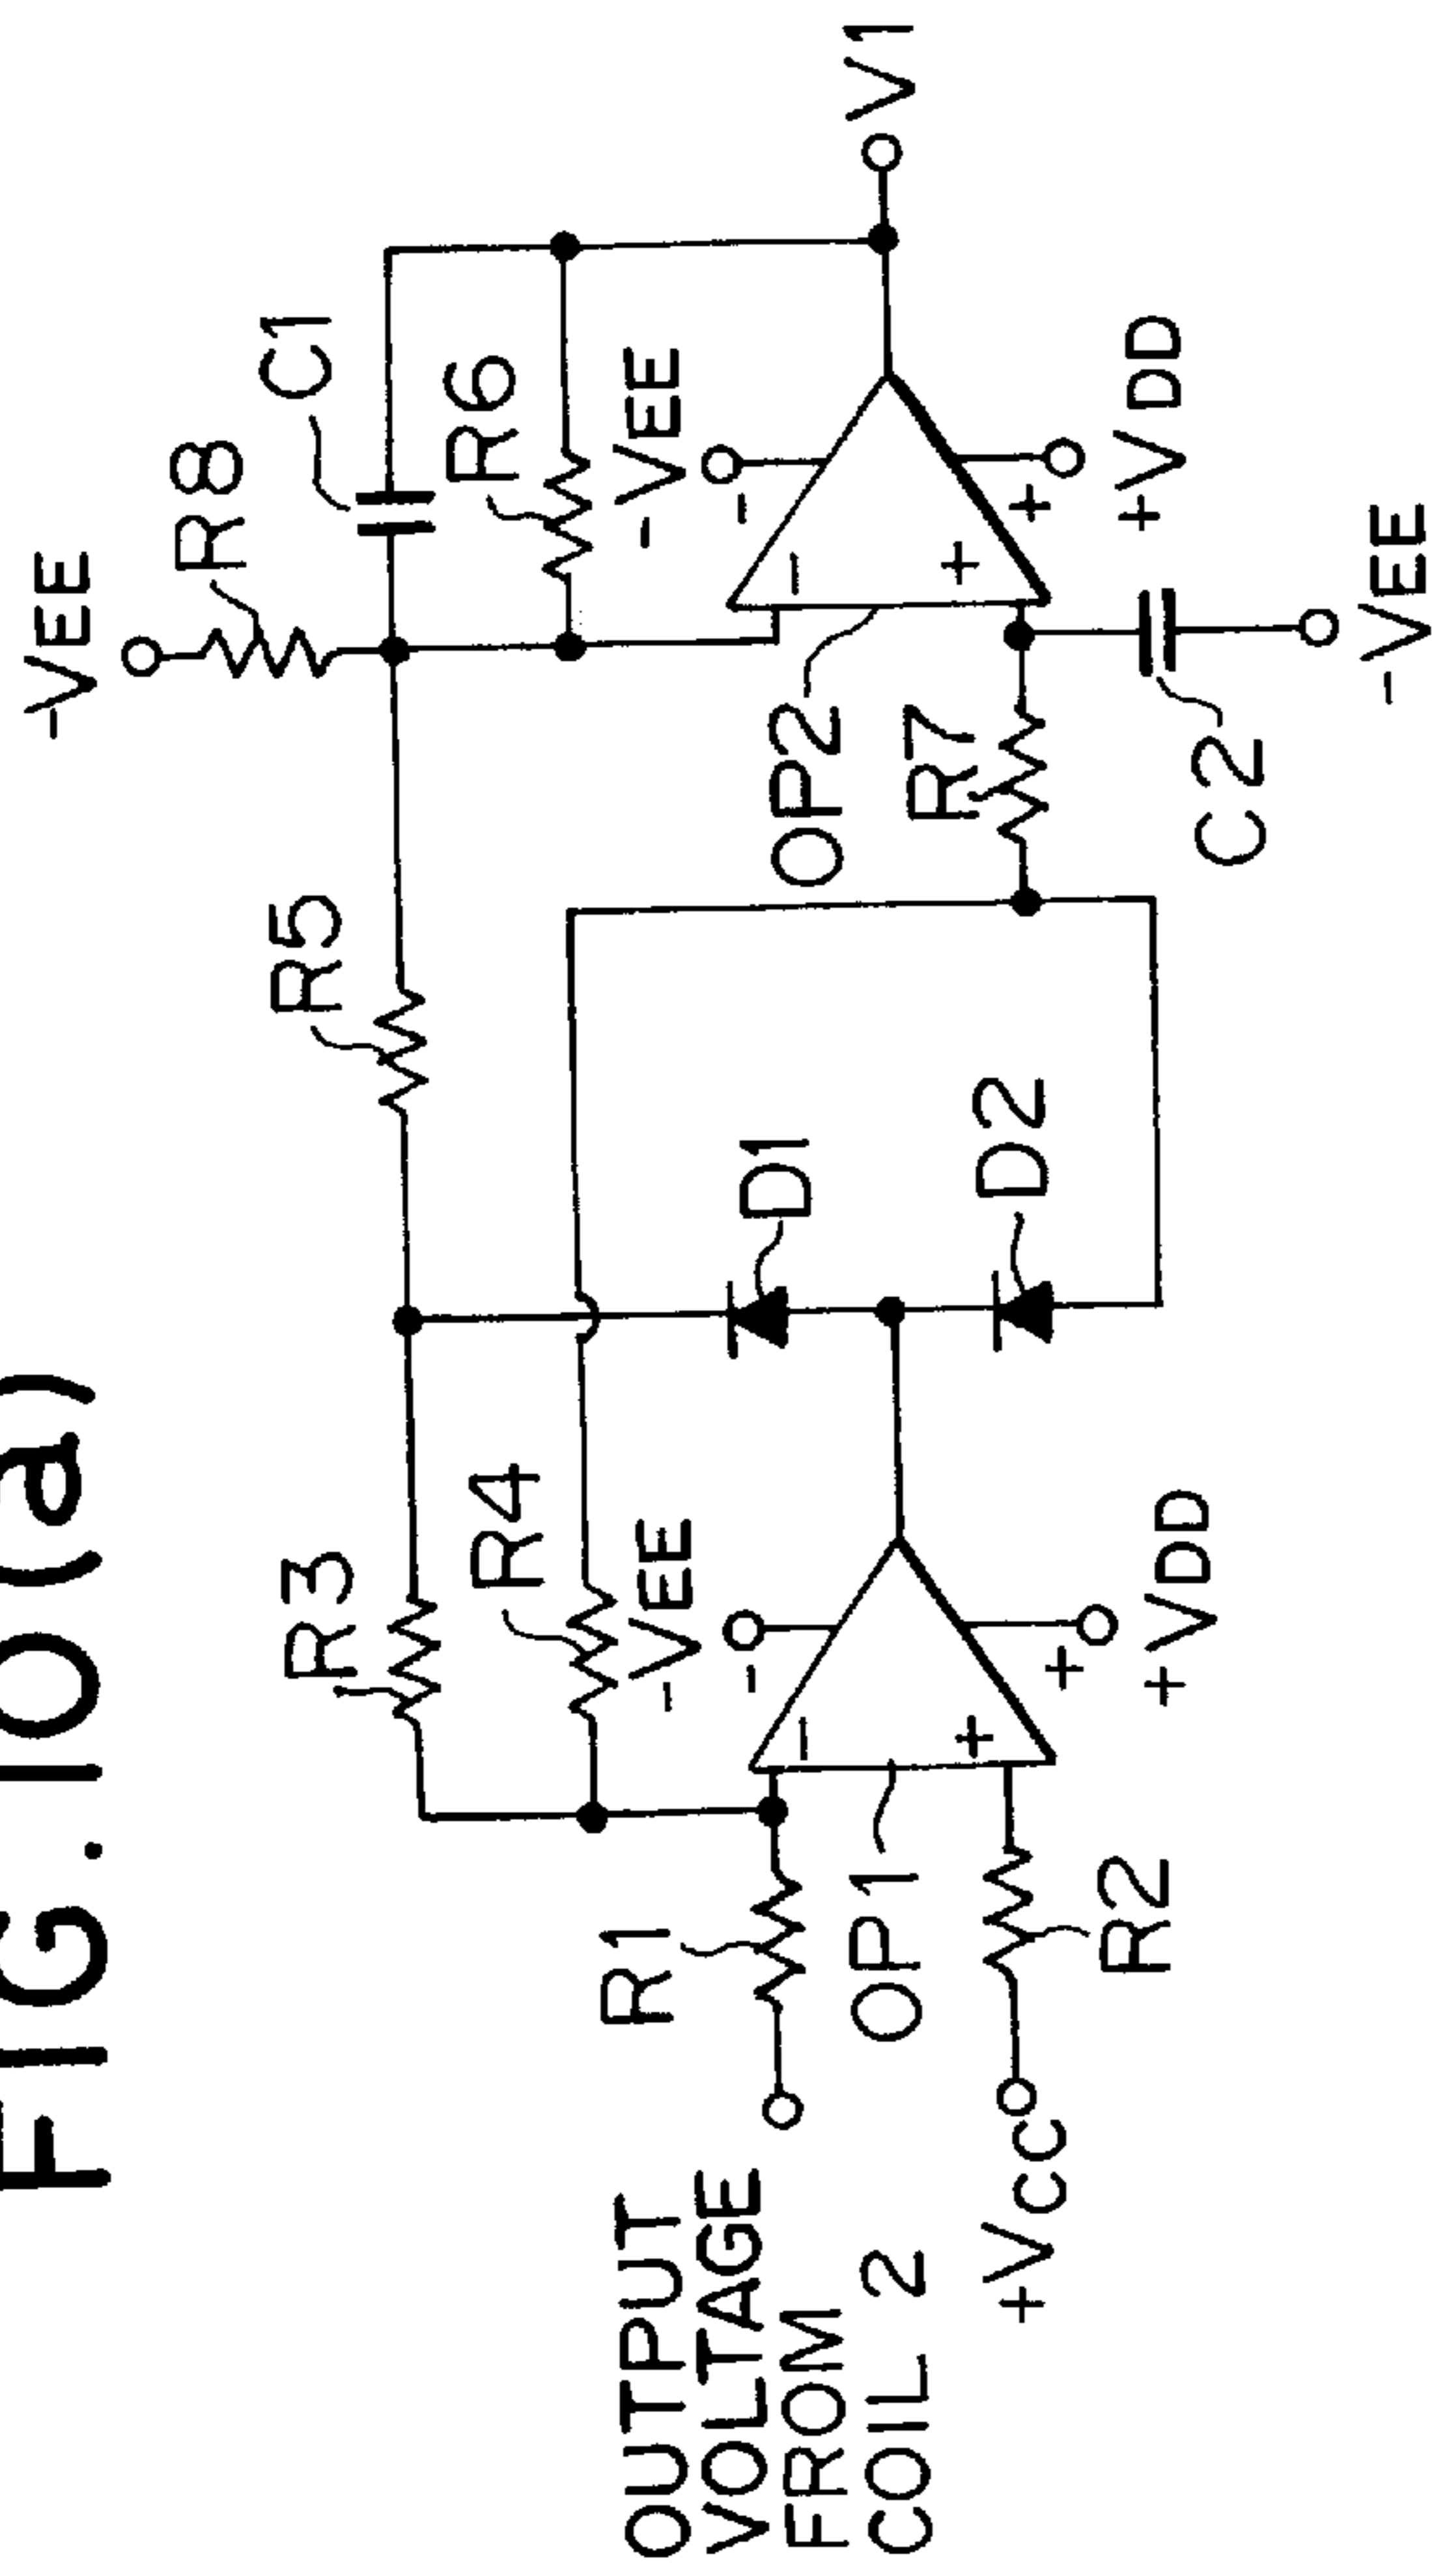 FIG.10(a)
-VEE
R8
C1
R5
R3
R6
R4
-VEE
-
-VEE
-
V1
D1
R1
-
+
OP2
-
+
OP1
R7
D2
+
+VDD
+
+VDD
C2
R2
-VEE
OUTPUT
VOLTAGE
FROM
COIL 2
+VCC